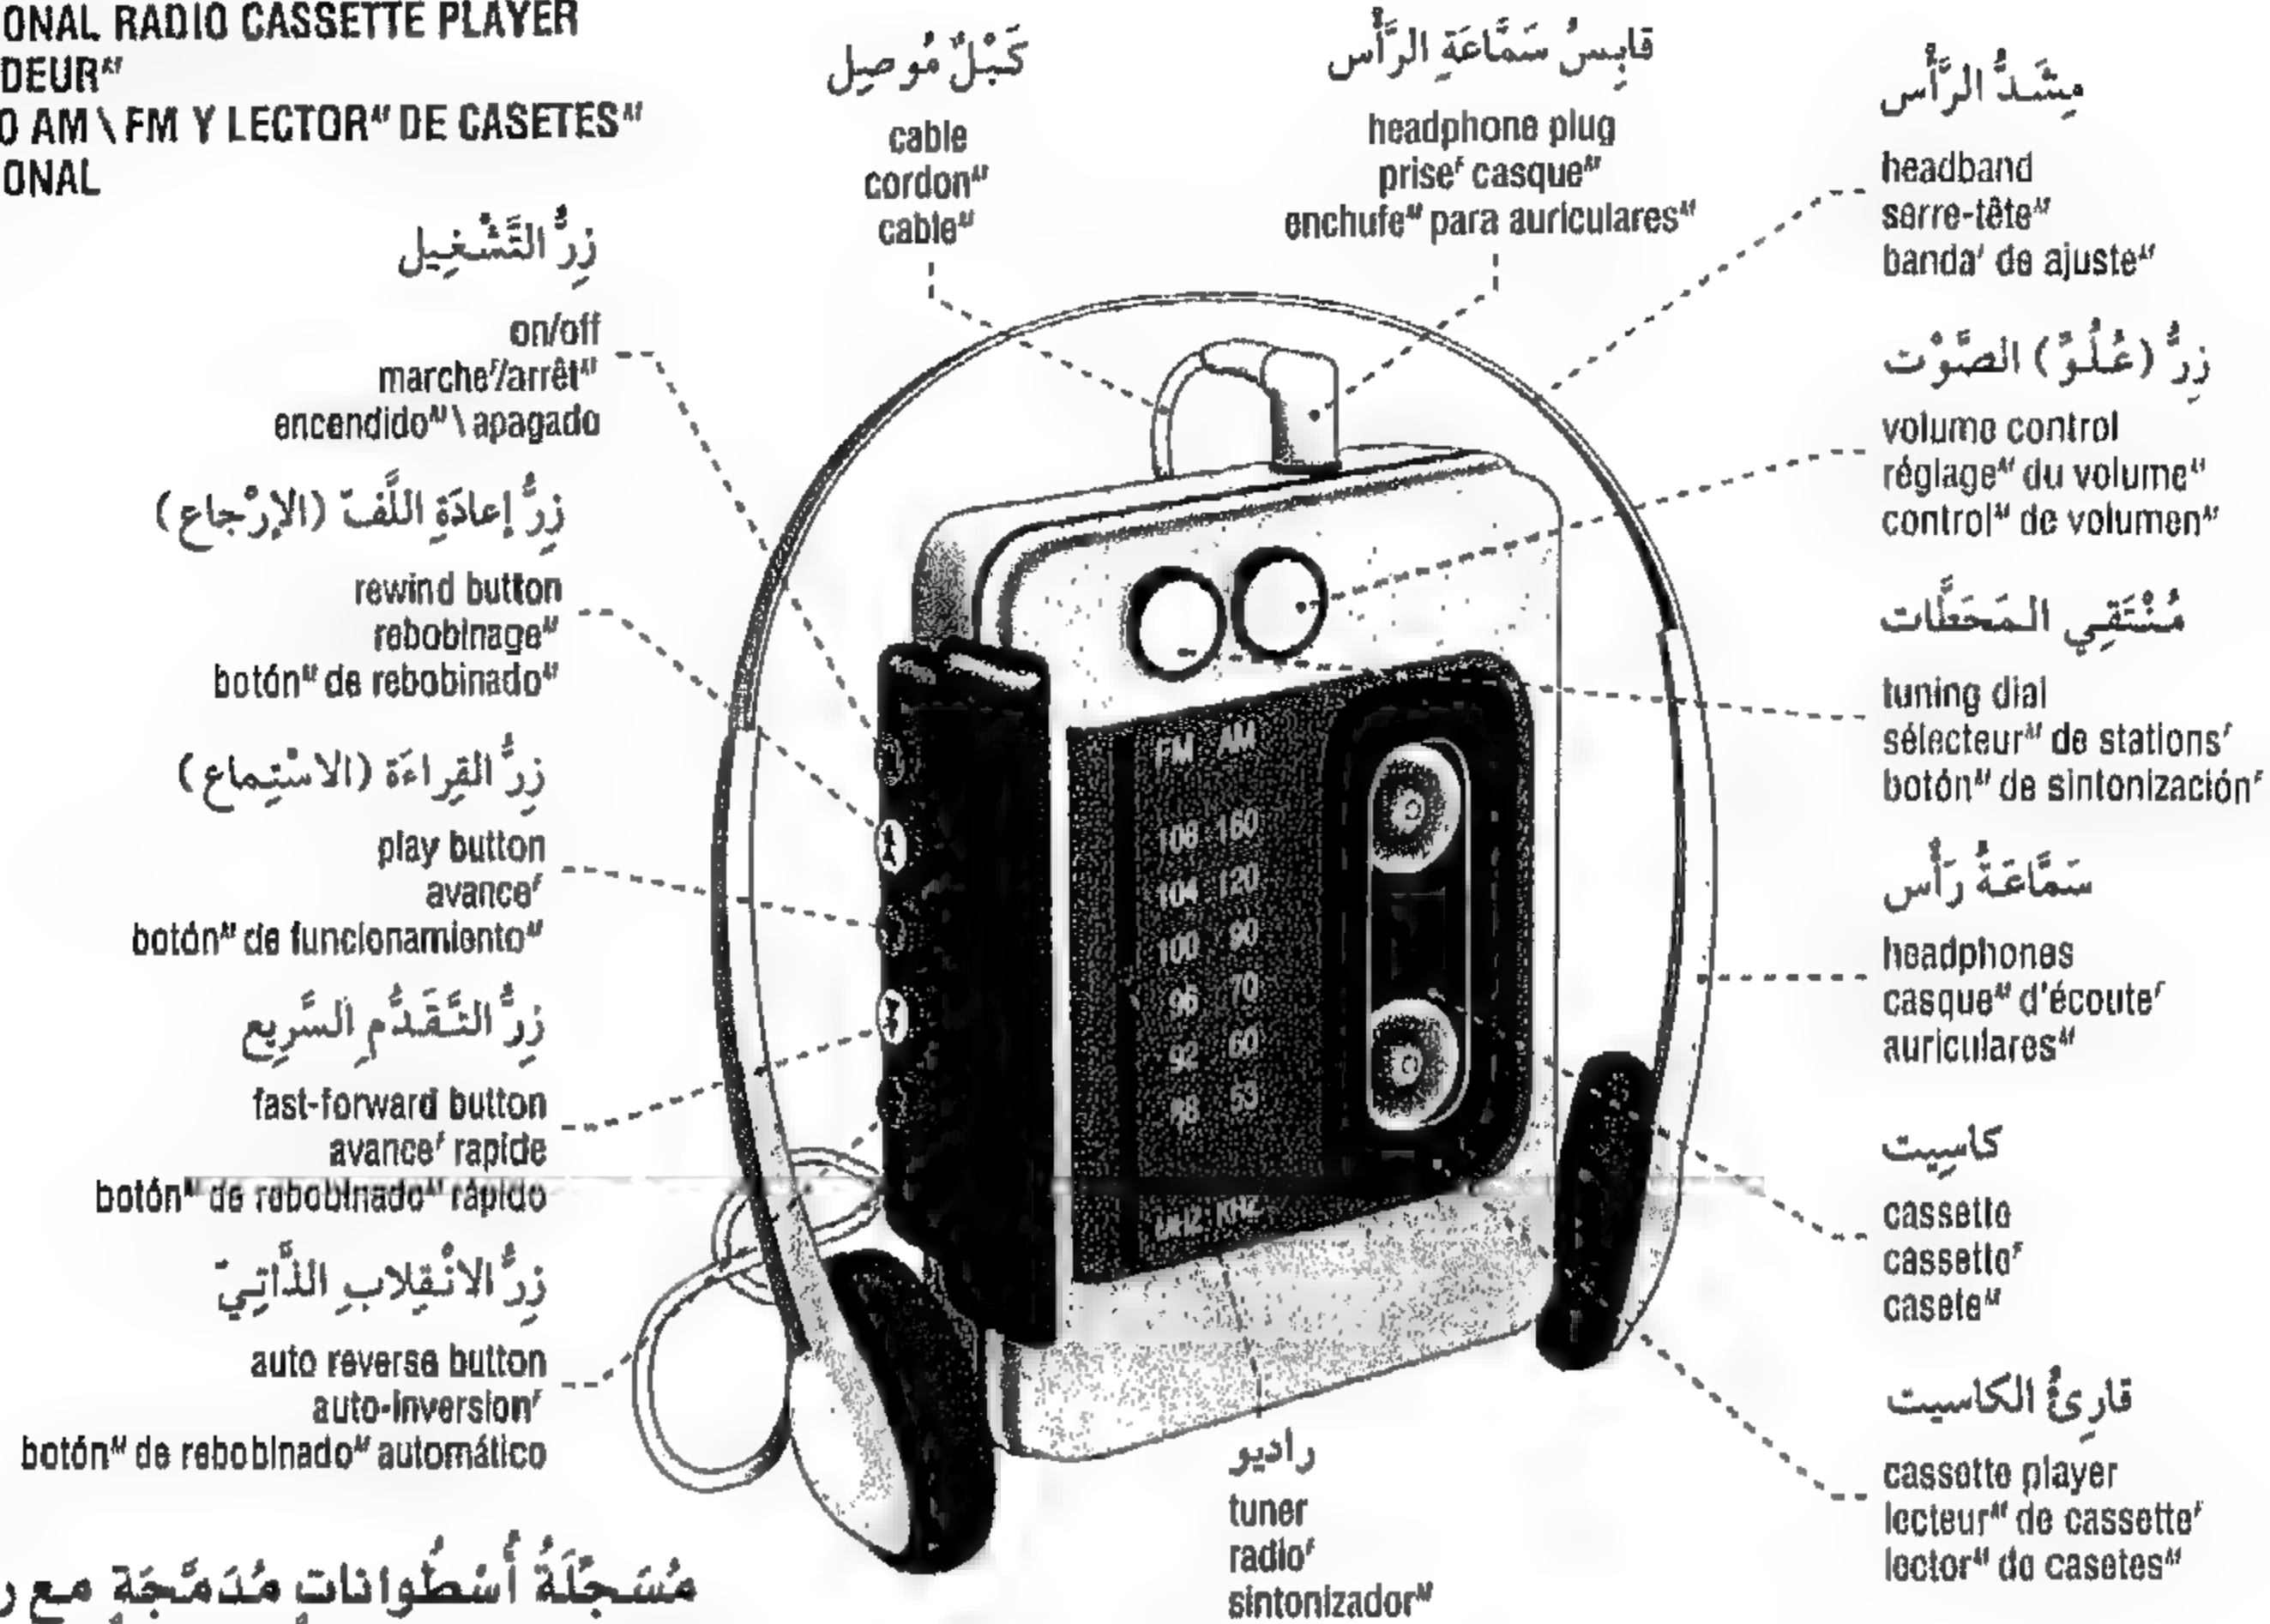 ONAL RADIO CASSETTE PLAYER
DEUR ᴹ
O AM \ FM Y LECTOR ᴹ DE CASETES ᴹ
ONAL
كَبْلٌ مُوصِل
cable
cordon ᴹ
cable ᴹ
قابِسُ سَمَّاعَةِ الرَّأْس
headphone plug
prise ᶠ casque ᴹ
enchufe ᴹ para auriculares ᴹ
مِشَدُّ الرَّأْس
headband
serre-tête ᴹ
banda ᶠ de ajuste ᴹ
زِرُّ التَّشْغِيل
on/off
marche ᶠ/arrêt ᴹ
encendido ᴹ \ apagado
زِرُّ إعادَةِ اللَّفّ (الإرْجاع)
rewind button
rebobinage ᴹ
botón ᴹ de rebobinado ᴹ
زِرُّ القِراءَة (الاسْتِماع)
play button
avance ᶠ
botón ᴹ de funcionamiento ᴹ
زِرُّ التَّقَدُّمِ السَّرِيع
fast-forward button
avance ᶠ rapide
botón ᴹ de rebobinado ᴹ rápido
زِرُّ الانْقِلابِ الذَّاتِيّ
auto reverse button
auto-inversion ᶠ
botón ᴹ de rebobinado ᴹ automático
زِرُّ (عُلُوِّ) الصَّوْت
volume control
réglage ᴹ du volume ᴹ
control ᴹ de volumen ᴹ
مُنْتَقِي المَحَطَّات
tuning dial
sélecteur ᴹ de stations ᶠ
botón ᴹ de sintonización ᶠ
سَمَّاعَةُ رَأْس
headphones
casque ᴹ d'écoute ᶠ
auriculares ᴹ
كاسِيت
cassette
cassette ᶠ
casete ᴹ
قارِئُ الكاسيت
cassette player
lecteur ᴹ de cassette ᶠ
lector ᴹ de casetes ᴹ
FM AM
108 160
104 120
100 90
96 70
92 60
88 53
MHZ KHZ
راديو
tuner
radio ᶠ
sintonizador ᴹ
مُسَجِّلَةُ أُسْطُواناتٍ مُدَمَّجَةٍ مع